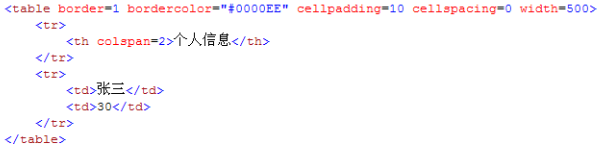 <table border=1 bordercolor="#0000EE" cellpadding=10 cellspacing=0 width=500>
    <tr>
        <th colspan=2>个人信息</th>
    </tr>
    <tr>
        <td>张三</td>
        <td>30</td>
    </tr>
</table>